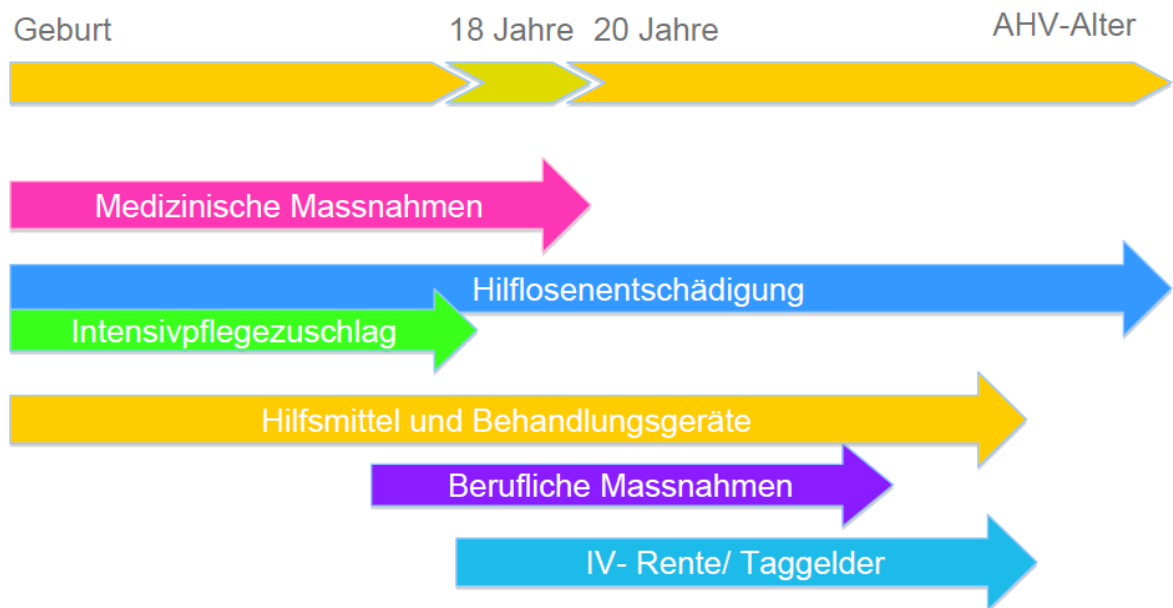 Geburt
18 Jahre
20 Jahre
AHV-Alter
Medizinische Massnahmen
Hilflosenentschädigung
Intensivpflegezuschlag
Hilfsmittel und Behandlungsgeräte
Berufliche Massnahmen
IV- Rente/ Taggelder